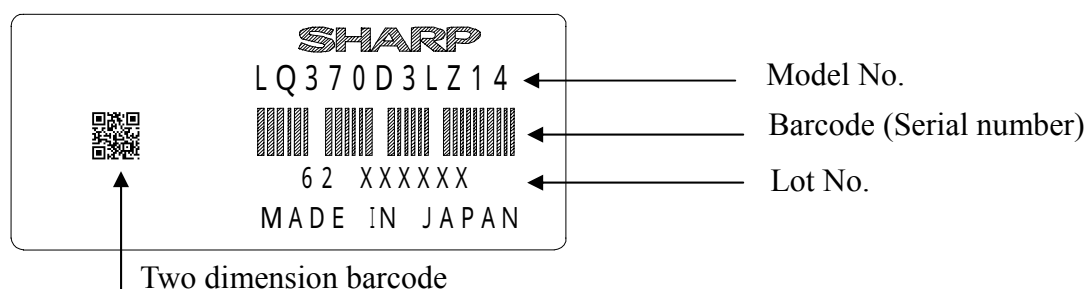 SHARP
LQ370D3LZ14
Model No.
Barcode (Serial number)
62 XXXXXX
Lot No.
MADE IN JAPAN
Two dimension barcode